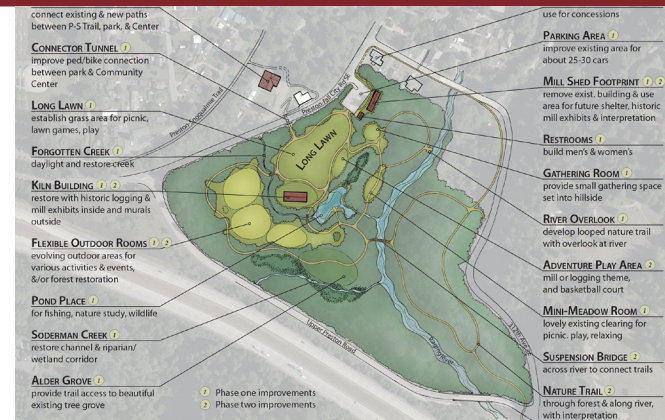 connect existing & new paths
between P-S Trail, park, & Center
CONNECTOR TUNNEL 1
improve ped/bike connection
between park & Community
Center
LONG LAWN 1
establish grass area for picnic,
lawn games, play
FORGOTTEN CREEK 1
daylight and restore creek
KILN BUILDING 1 2
restore with historic logging &
mill exhibits inside and murals
outside
FLEXIBLE OUTDOOR ROOMS 1 2
evolving outdoor areas for
various activities & events,
&/or forest restoration
POND PLACE 1
for fishing, nature study, wildlife
SODERMAN CREEK 1
restore channel & riparian/
wetland corridor
ALDER GROVE 1
provide trail access to beautiful
existing tree grove
1 Phase one improvements
2 Phase two improvements
Preston Snoqualmie Trail
Preston-Fall City Rd SE
LONG LAWN
Upper Preston Road
Raging River
use for concessions
PARKING AREA 1
improve existing area for
about 25-30 cars
MILL SHED FOOTPRINT 1 2
remove exist. building & use
area for future shelter, historic
mill exhibits & interpretation
RESTROOMS 1
build men's & women's
GATHERING ROOM 1
provide small gathering space
set into hillside
RIVER OVERLOOK 1
develop looped nature trail
with overlook at river
ADVENTURE PLAY AREA 2
mill or logging theme,
and basketball court
MINI-MEADOW ROOM 1
lovely existing clearing for
picnic, play, relaxing
SUSPENSION BRIDGE 2
across river to connect trails
NATURE TRAIL 2
through forest & along river,
with interpretation